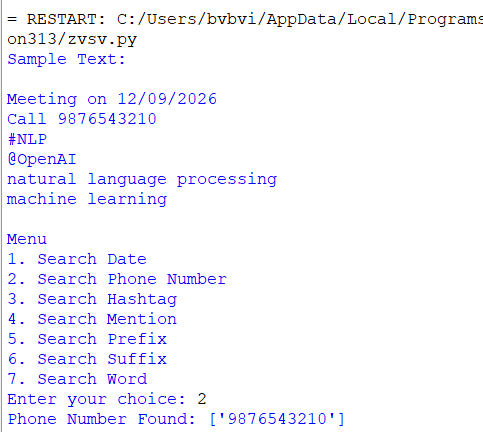 = RESTART: C:/Users/bvbvi/AppData/Local/Programs
on313/zvsv.py
Sample Text:
Meeting on 12/09/2026
Call 9876543210
#NLP
@OpenAI
natural language processing
machine learning
Menu
1. Search Date
2. Search Phone Number
3. Search Hashtag
4. Search Mention
5. Search Prefix
6. Search Suffix
7. Search Word
Enter your choice: 2
Phone Number Found: ['9876543210']